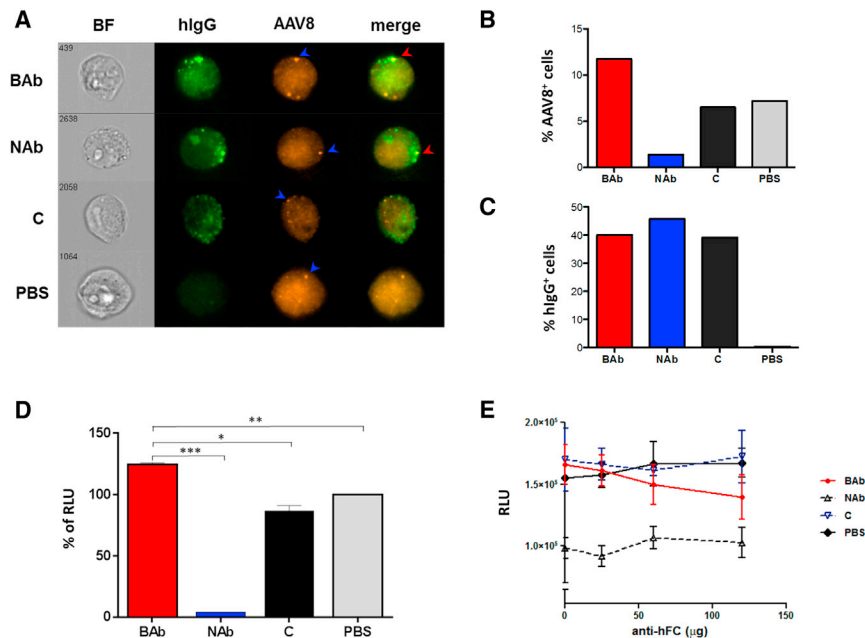 A
BF hIgG AAV8 merge
BAb
439
NAb
2638
C
2058
PBS
1064
B
% AAV8⁺ cells
15
10
5
0
BAb NAb C PBS
C
% hIgG⁺ cells
50
40
30
20
10
0
BAb NAb C PBS
D
% of RLU
150
100
50
0
**
*
***
BAb NAb C PBS
E
RLU
2.0×10⁵
1.5×10⁵
1.0×10⁵
0 50 100 150
anti-hFC (µg)
BAb
NAb
C
PBS